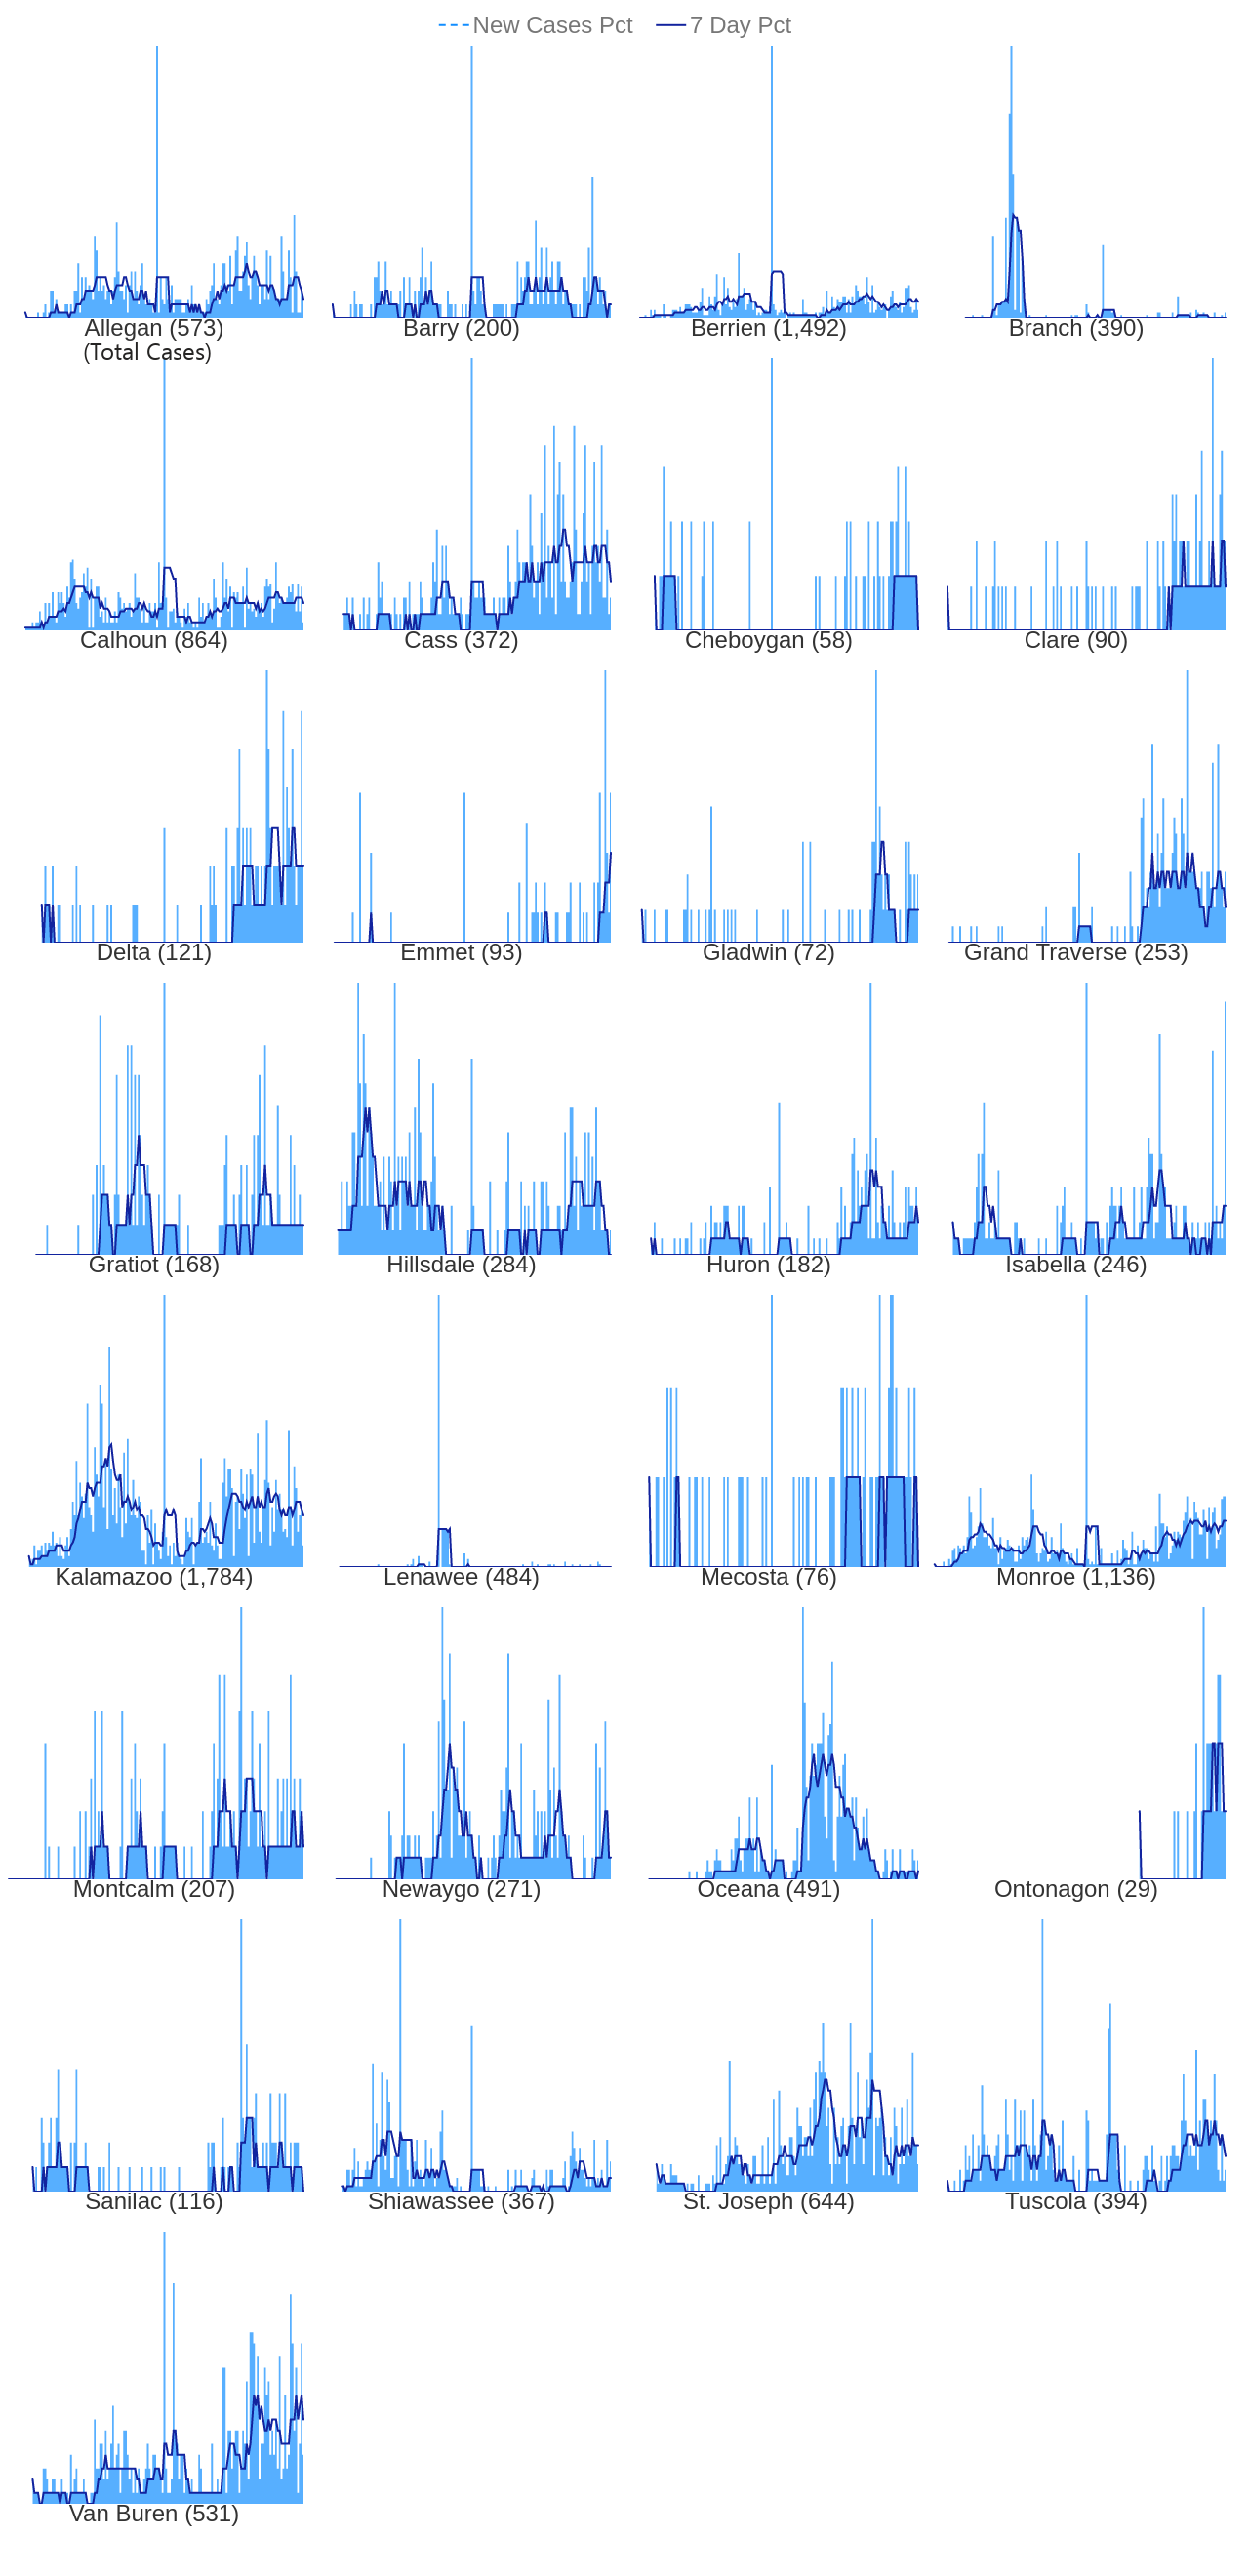 New Cases Pct 7 Day Pct
Allegan (573) Barry (200) Berrien (1,492) Branch (390)
(Total Cases)
Calhoun (864) Cass (372) Cheboygan (58) Clare (90)
Delta (121) Emmet (93) Gladwin (72) Grand Traverse (253)
Gratiot (168) Hillsdale (284) Huron (182) Isabella (246)
Kalamazoo (1,784) Lenawee (484) Mecosta (76) Monroe (1,136)
Montcalm (207) Newaygo (271) Oceana (491) Ontonagon (29)
Sanilac (116) Shiawassee (367) St. Joseph (644) Tuscola (394)
Van Buren (531)